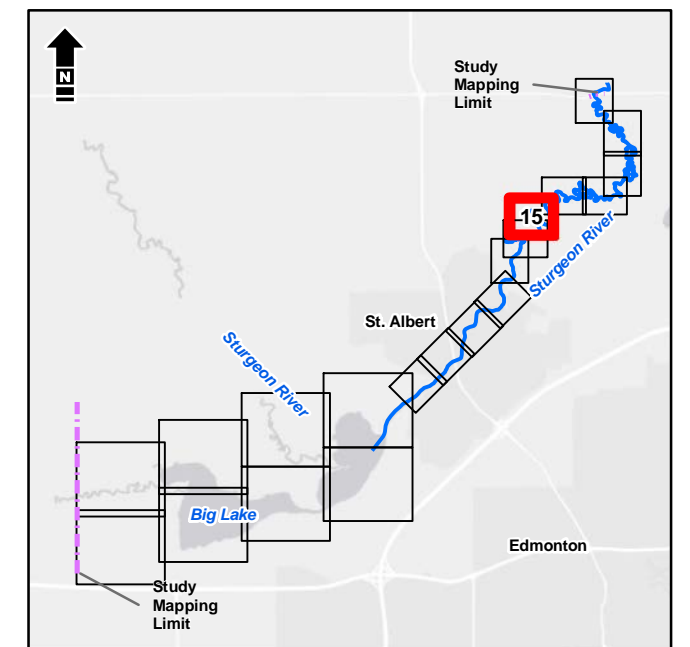 N
Study
Mapping
Limit
15
Sturgeon River
St. Albert
Sturgeon River
Big Lake
Edmonton
Study
Mapping
Limit